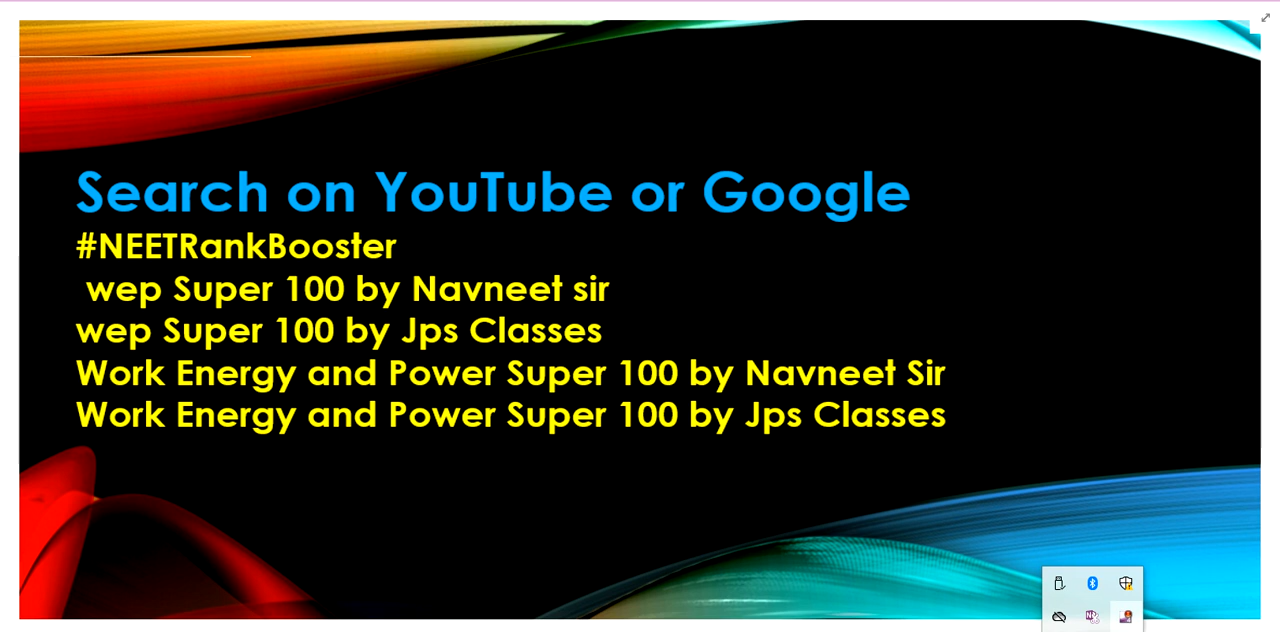 Search on YouTube or Google
#NEETRankBooster
wep Super 100 by Navneet sir
wep Super 100 by Jps Classes
Work Energy and Power Super 100 by Navneet Sir
Work Energy and Power Super 100 by Jps Classes